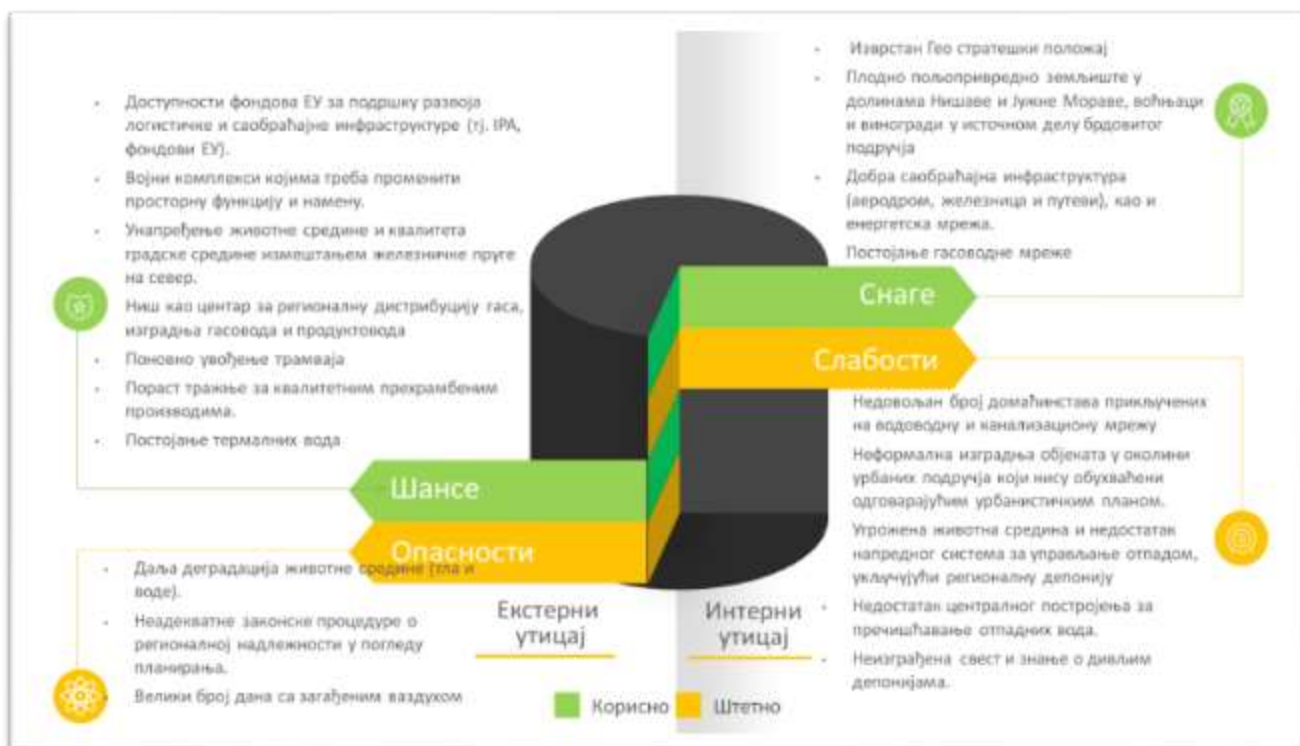 Доступности фондова ЕУ за подршку развоја
логистичке и саобраћајне инфраструктуре (тј. IPA,
фондови ЕУ).
Војни комплекси којима треба променити
просторну функцију и намену.
Унапређење животне средине и квалитета
градске средине измештањем железничке пруге
на север.
Ниш као центар за регионалну дистрибуцију гаса,
изградња гасовода и продуктовода
Поновно увођење трамваја
Пораст тражње за квалитетним прехрамбеним
производима.
Постојање термалних вода
Шансе
Опасности
Даља деградација животне средине (тла и
воде).
Неадекватне законске процедуре о
регионалној надлежности у погледу
планирања.
Велики број дана са загађеним ваздухом
Изврстан Гео стратешки положај
Плодно пољопривредно земљиште у
долинама Нишаве и Јужне Мораве, воћњаци
и виногради у источном делу брдовитог
подручја
Добра саобраћајна инфраструктура
(аеродром, железница и путеви), као и
енергетска мрежа.
Постојање гасоводне мреже
Снаге
Слабости
Недовољан број домаћинстава прикључених
на водоводну и канализациону мрежу
Неформална изградња објеката у околини
урбаних подручја који нису обухваћени
одговарајућим урбанистичким планом.
Угрожена животна средина и недостатак
напредног система за управљање отпадом,
укључујући регионалну депонију
Недостатак централног постројења за
пречишћавање отпадних вода.
Неизграђена свест и знање о дивљим
депонијама.
Екстерни
утицај
Интерни
утицај
Корисно
Штетно